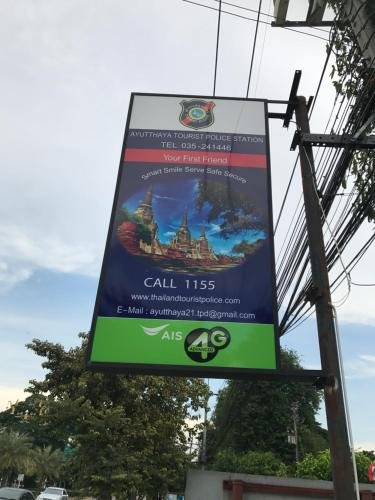 AYUTTHAYA TOURIST POLICE STATION
TEL. 035-241446
Your First Friend
Smart Smile Serve Safe Secure
CALL 1155
www.thailandtouristpolice.com
E-Mail : ayutthaya21.tpd@gmail.com
AIS 4G
ADVANCED